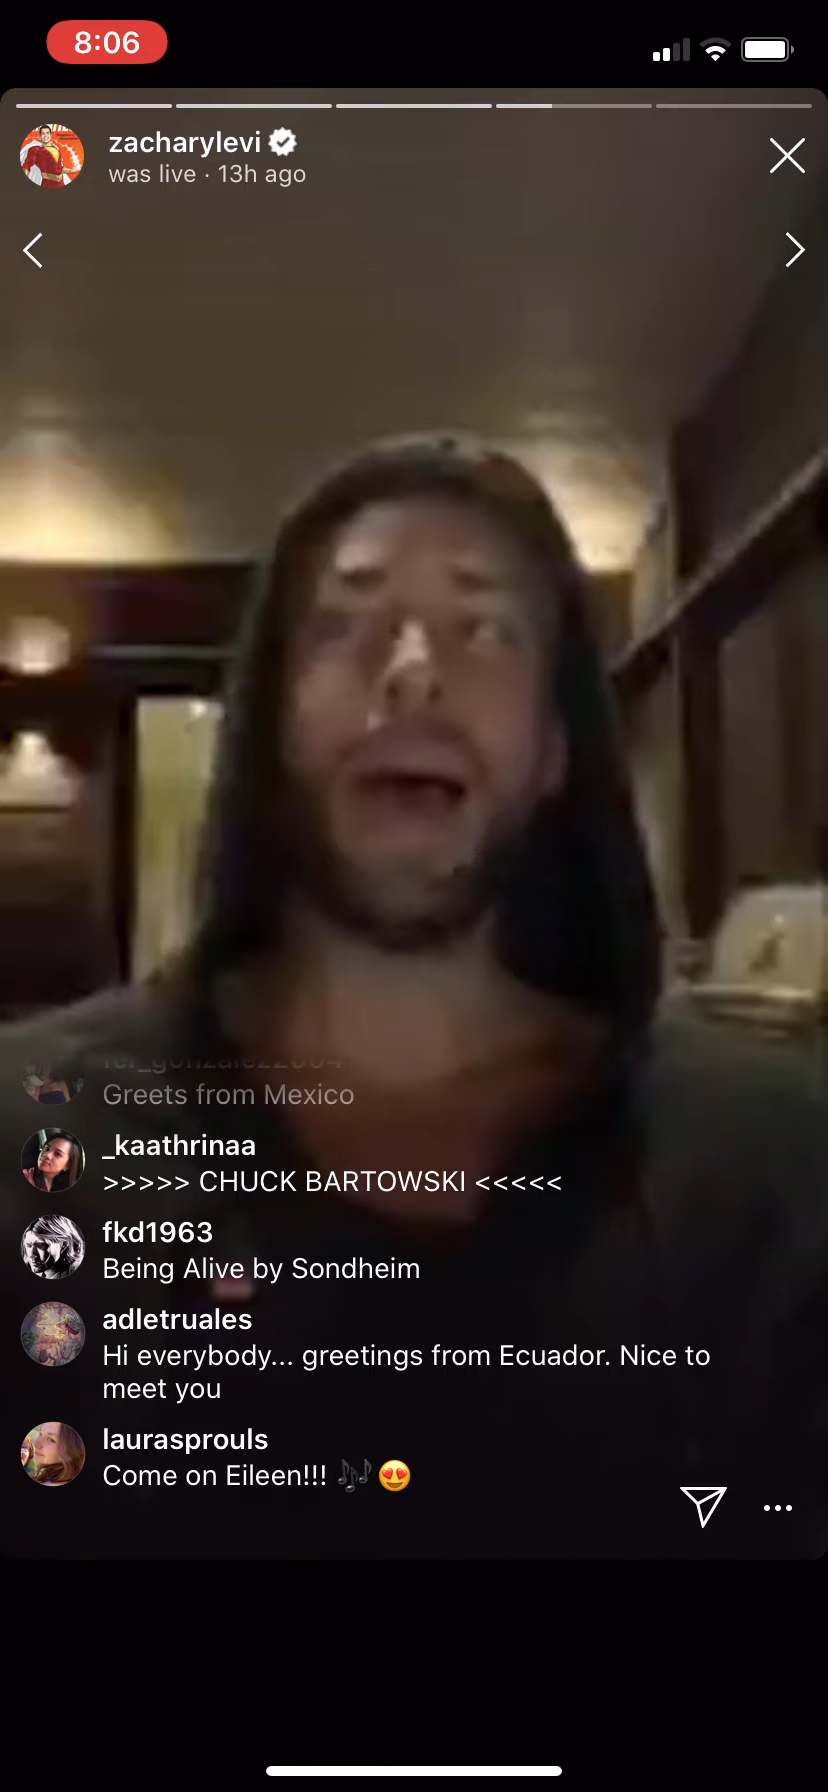 8:06
zacharylevi
was live · 13h ago
Greets from Mexico
_kaathrinaa
>>>>> CHUCK BARTOWSKI <<<<<
fkd1963
Being Alive by Sondheim
adletruales
Hi everybody... greetings from Ecuador. Nice to
meet you
laurasprouls
Come on Eileen!!! 🎶😍